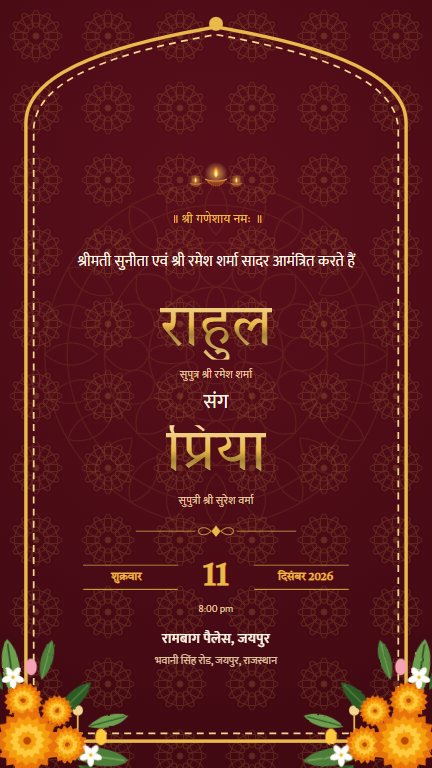 ॥ श्री गणेशाय नमः ॥
श्रीमती सुनीता एवं श्री रमेश शर्मा सादर आमंत्रित करते हैं
राहुल
सुपुत्र श्री रमेश शर्मा
संग
प्रिया
सुपुत्री श्री सुरेश वर्मा
शुक्रवार 11 दिसंबर 2026
8:00 pm
रामबाग पैलेस, जयपुर
भवानी सिंह रोड, जयपुर, राजस्थान